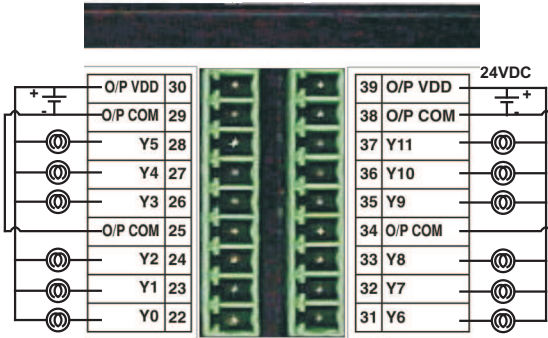 24VDC
O/P VDD 30
39 O/P VDD
+
-
+
-
O/P COM 29
38 O/P COM
Y5 28
37 Y11
Y4 27
36 Y10
Y3 26
35 Y9
O/P COM 25
34 O/P COM
Y2 24
33 Y8
Y1 23
32 Y7
Y0 22
31 Y6